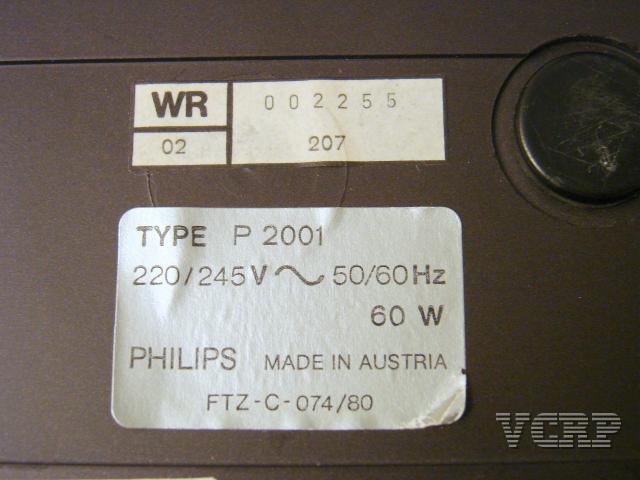 WR 002255
02 207
TYPE P 2001
220/245 V ~ 50/60 Hz
60 W
PHILIPS MADE IN AUSTRIA
FTZ-C-074/80
VCRP